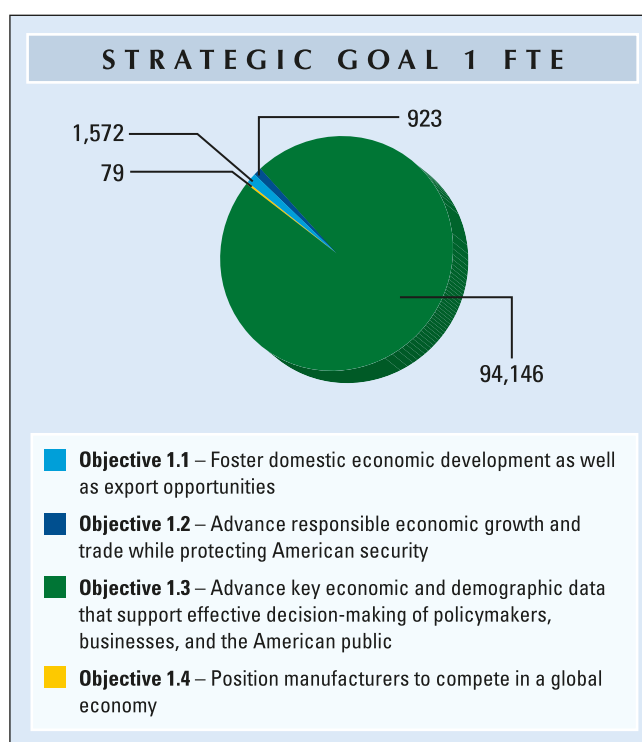 STRATEGIC GOAL 1 FTE
923
1,572
79
94,146
Objective 1.1 – Foster domestic economic development as well
as export opportunities
Objective 1.2 – Advance responsible economic growth and
trade while protecting American security
Objective 1.3 – Advance key economic and demographic data
that support effective decision-making of policymakers,
businesses, and the American public
Objective 1.4 – Position manufacturers to compete in a global
economy